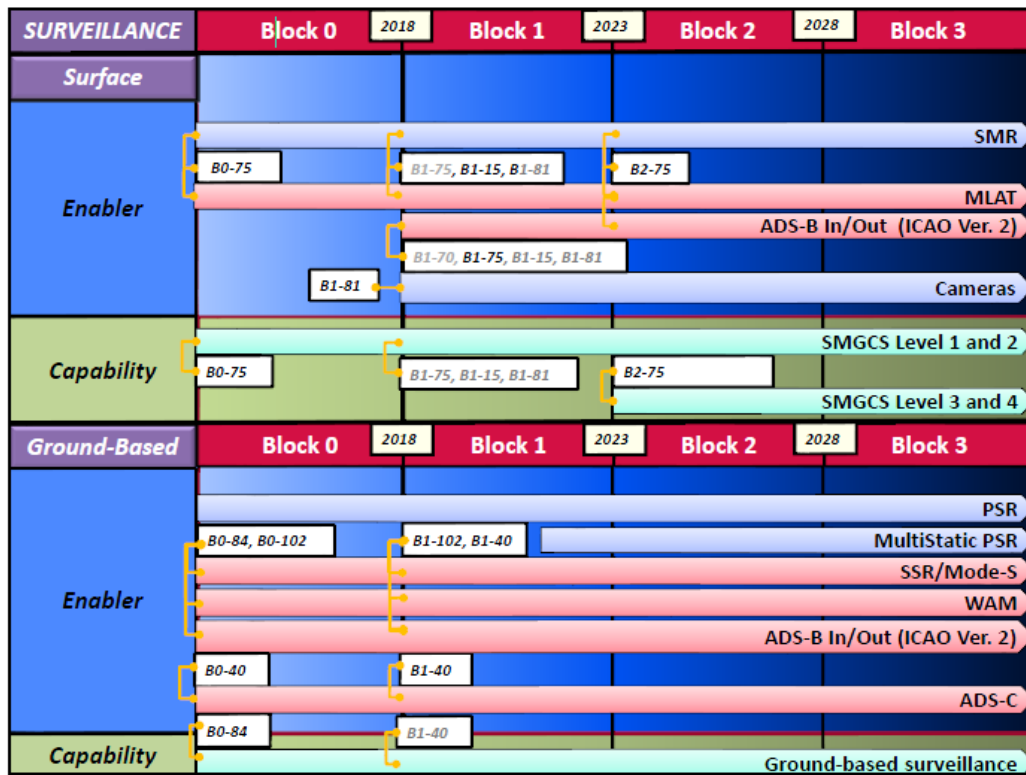 SURVEILLANCE Block 0 2018 Block 1 2023 Block 2 2028 Block 3
Surface
SMR
B0-75 B1-75, B1-15, B1-81 B2-75
Enabler MLAT
ADS-B In/Out (ICAO Ver. 2)
B1-70, B1-75, B1-15, B1-81
B1-81 Cameras
SMGCS Level 1 and 2
Capability B0-75 B1-75, B1-15, B1-81 B2-75
SMGCS Level 3 and 4
Ground-Based Block 0 2018 Block 1 2023 Block 2 2028 Block 3
PSR
B0-84, B0-102 B1-102, B1-40 MultiStatic PSR
SSR/Mode-S
Enabler WAM
ADS-B In/Out (ICAO Ver. 2)
B0-40 B1-40
ADS-C
B0-84 B1-40
Capability Ground-based surveillance